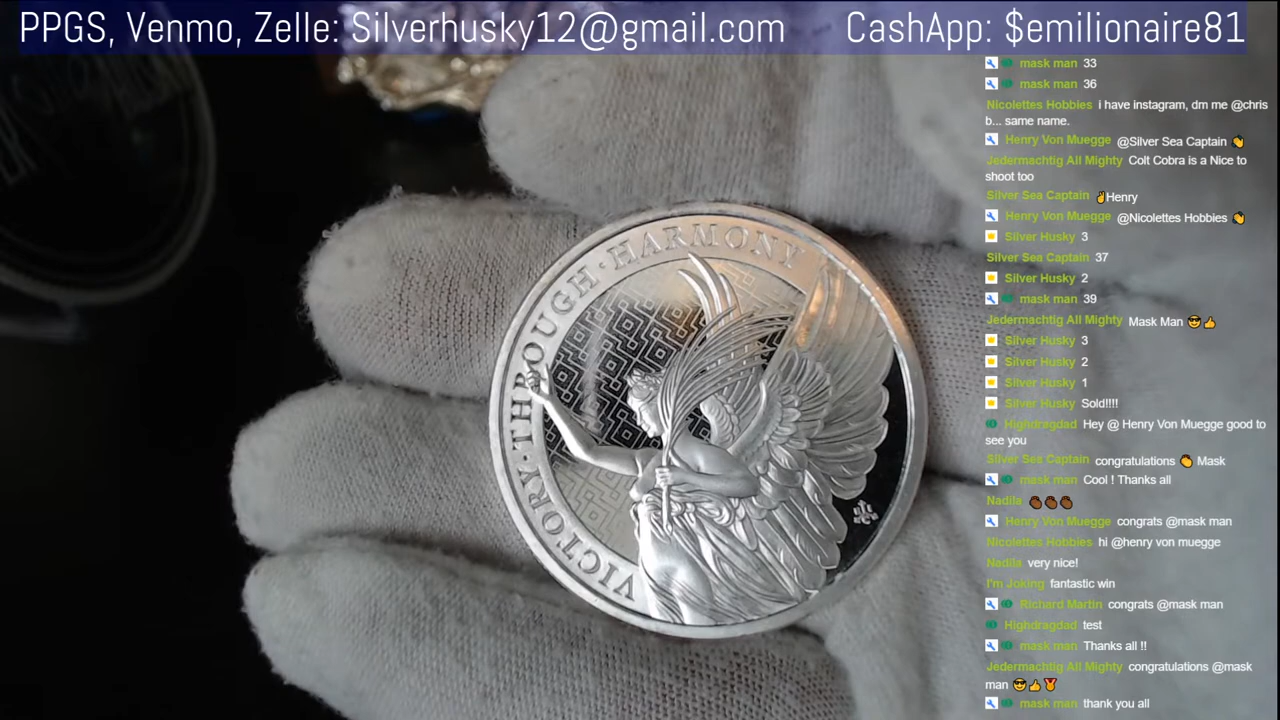 PPGS, Venmo, Zelle: Silverhusky12@gmail.com CashApp: $emilionaire81
mask man 33
mask man 36
Nicolettes Hobbies i have instagram, dm me @chris
b... same name.
Henry Von Muegge @Silver Sea Captain 👏
Jedermachtig All Mighty Colt Cobra is a Nice to
shoot too
Silver Sea Captain ✌Henry
Henry Von Muegge @Nicolettes Hobbies 👏
Silver Husky 3
Silver Sea Captain 37
Silver Husky 2
mask man 39
Jedermachtig All Mighty Mask Man 😎👍
Silver Husky 3
Silver Husky 2
Silver Husky 1
Silver Husky Sold!!!!
Highdragdad Hey @ Henry Von Muegge good to
see you
Silver Sea Captain congratulations 👏 Mask
mask man Cool ! Thanks all
Nadila 👏🏾👏🏾👏🏾
Henry Von Muegge congrats @mask man
Nicolettes Hobbies hi @henry von muegge
Nadila very nice!
I'm Joking fantastic win
Richard Martin congrats @mask man
Highdragdad test
mask man Thanks all !!
Jedermachtig All Mighty congratulations @mask
man 😎👍🏅
mask man thank you all
VICTORY · THROUGH · HARMONY